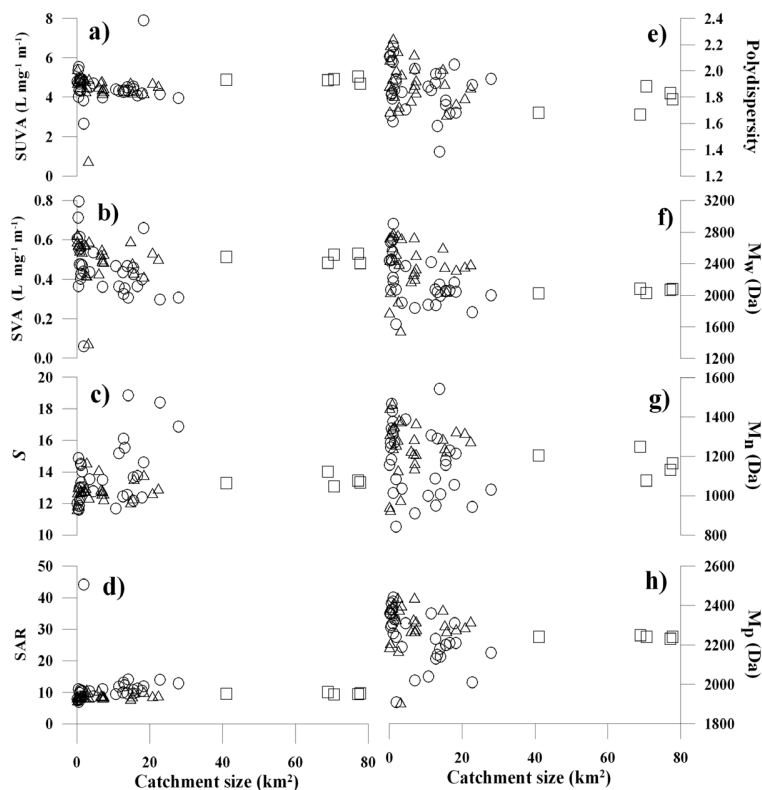 a)
SUVA (L mg⁻¹ m⁻¹)
8
6
4
2
0
b)
SVA (L mg⁻¹ m⁻¹)
0.8
0.6
0.4
0.2
0.0
c)
S
20
18
16
14
12
10
d)
SAR
50
40
30
20
10
0
0 20 40 60 80
Catchment size (km²)
e)
Polydispersity
2.4
2.2
2.0
1.8
1.6
1.4
1.2
f)
Mw (Da)
3200
2800
2400
2000
1600
1200
g)
Mn (Da)
1600
1400
1200
1000
800
h)
Mp (Da)
2600
2400
2200
2000
1800
0 20 40 60 80
Catchment size (km²)